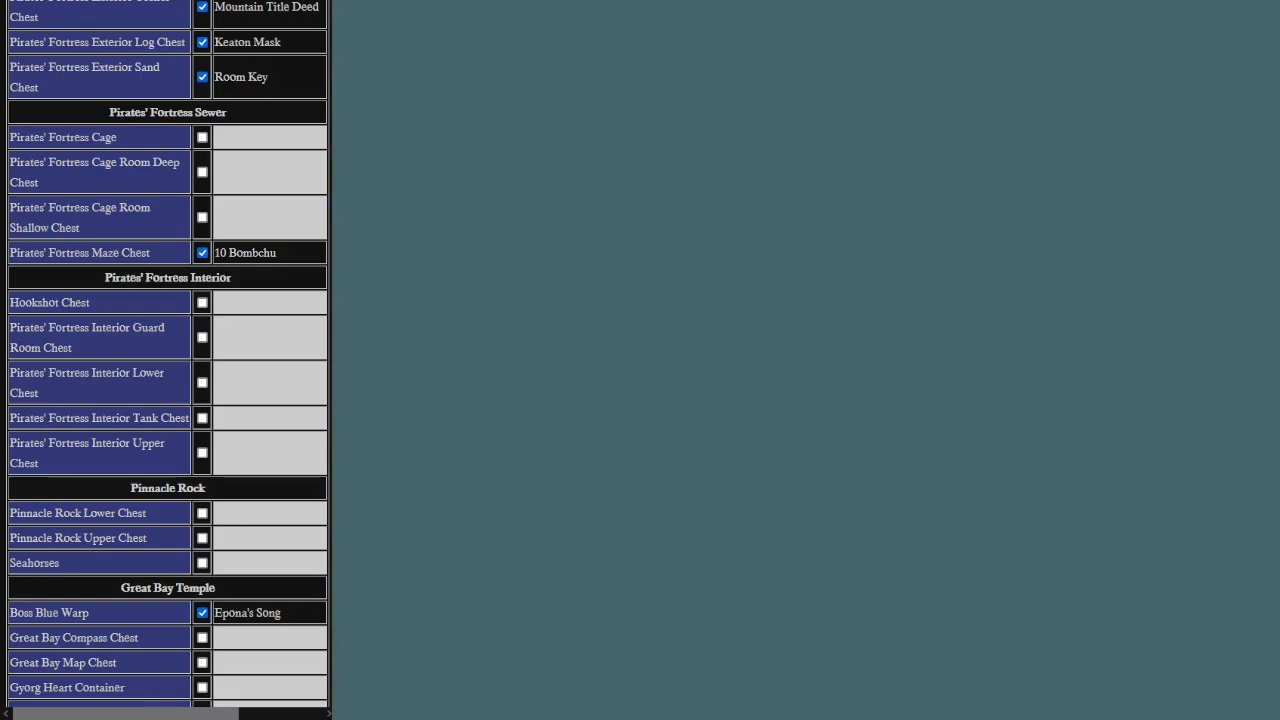 Chest
Mountain Title Deed
Pirates' Fortress Exterior Log Chest
Keaton Mask
Pirates' Fortress Exterior Sand
Chest
Room Key
Pirates' Fortress Sewer
Pirates' Fortress Cage
Pirates' Fortress Cage Room Deep
Chest
Pirates' Fortress Cage Room
Shallow Chest
Pirates' Fortress Maze Chest
10 Bombchu
Pirates' Fortress Interior
Hookshot Chest
Pirates' Fortress Interior Guard
Room Chest
Pirates' Fortress Interior Lower
Chest
Pirates' Fortress Interior Tank Chest
Pirates' Fortress Interior Upper
Chest
Pinnacle Rock
Pinnacle Rock Lower Chest
Pinnacle Rock Upper Chest
Seahorses
Great Bay Temple
Boss Blue Warp
Epona's Song
Great Bay Compass Chest
Great Bay Map Chest
Gyorg Heart Container